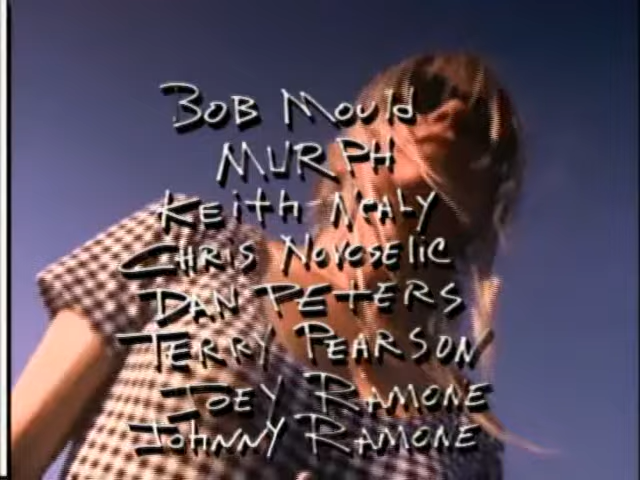 BOB MOULD
MURPH
KEITH NEALY
CHRIS NOVOSELIC
DAN PETERS
TERRY PEARSON
JOEY RAMONE
JOHNNY RAMONE